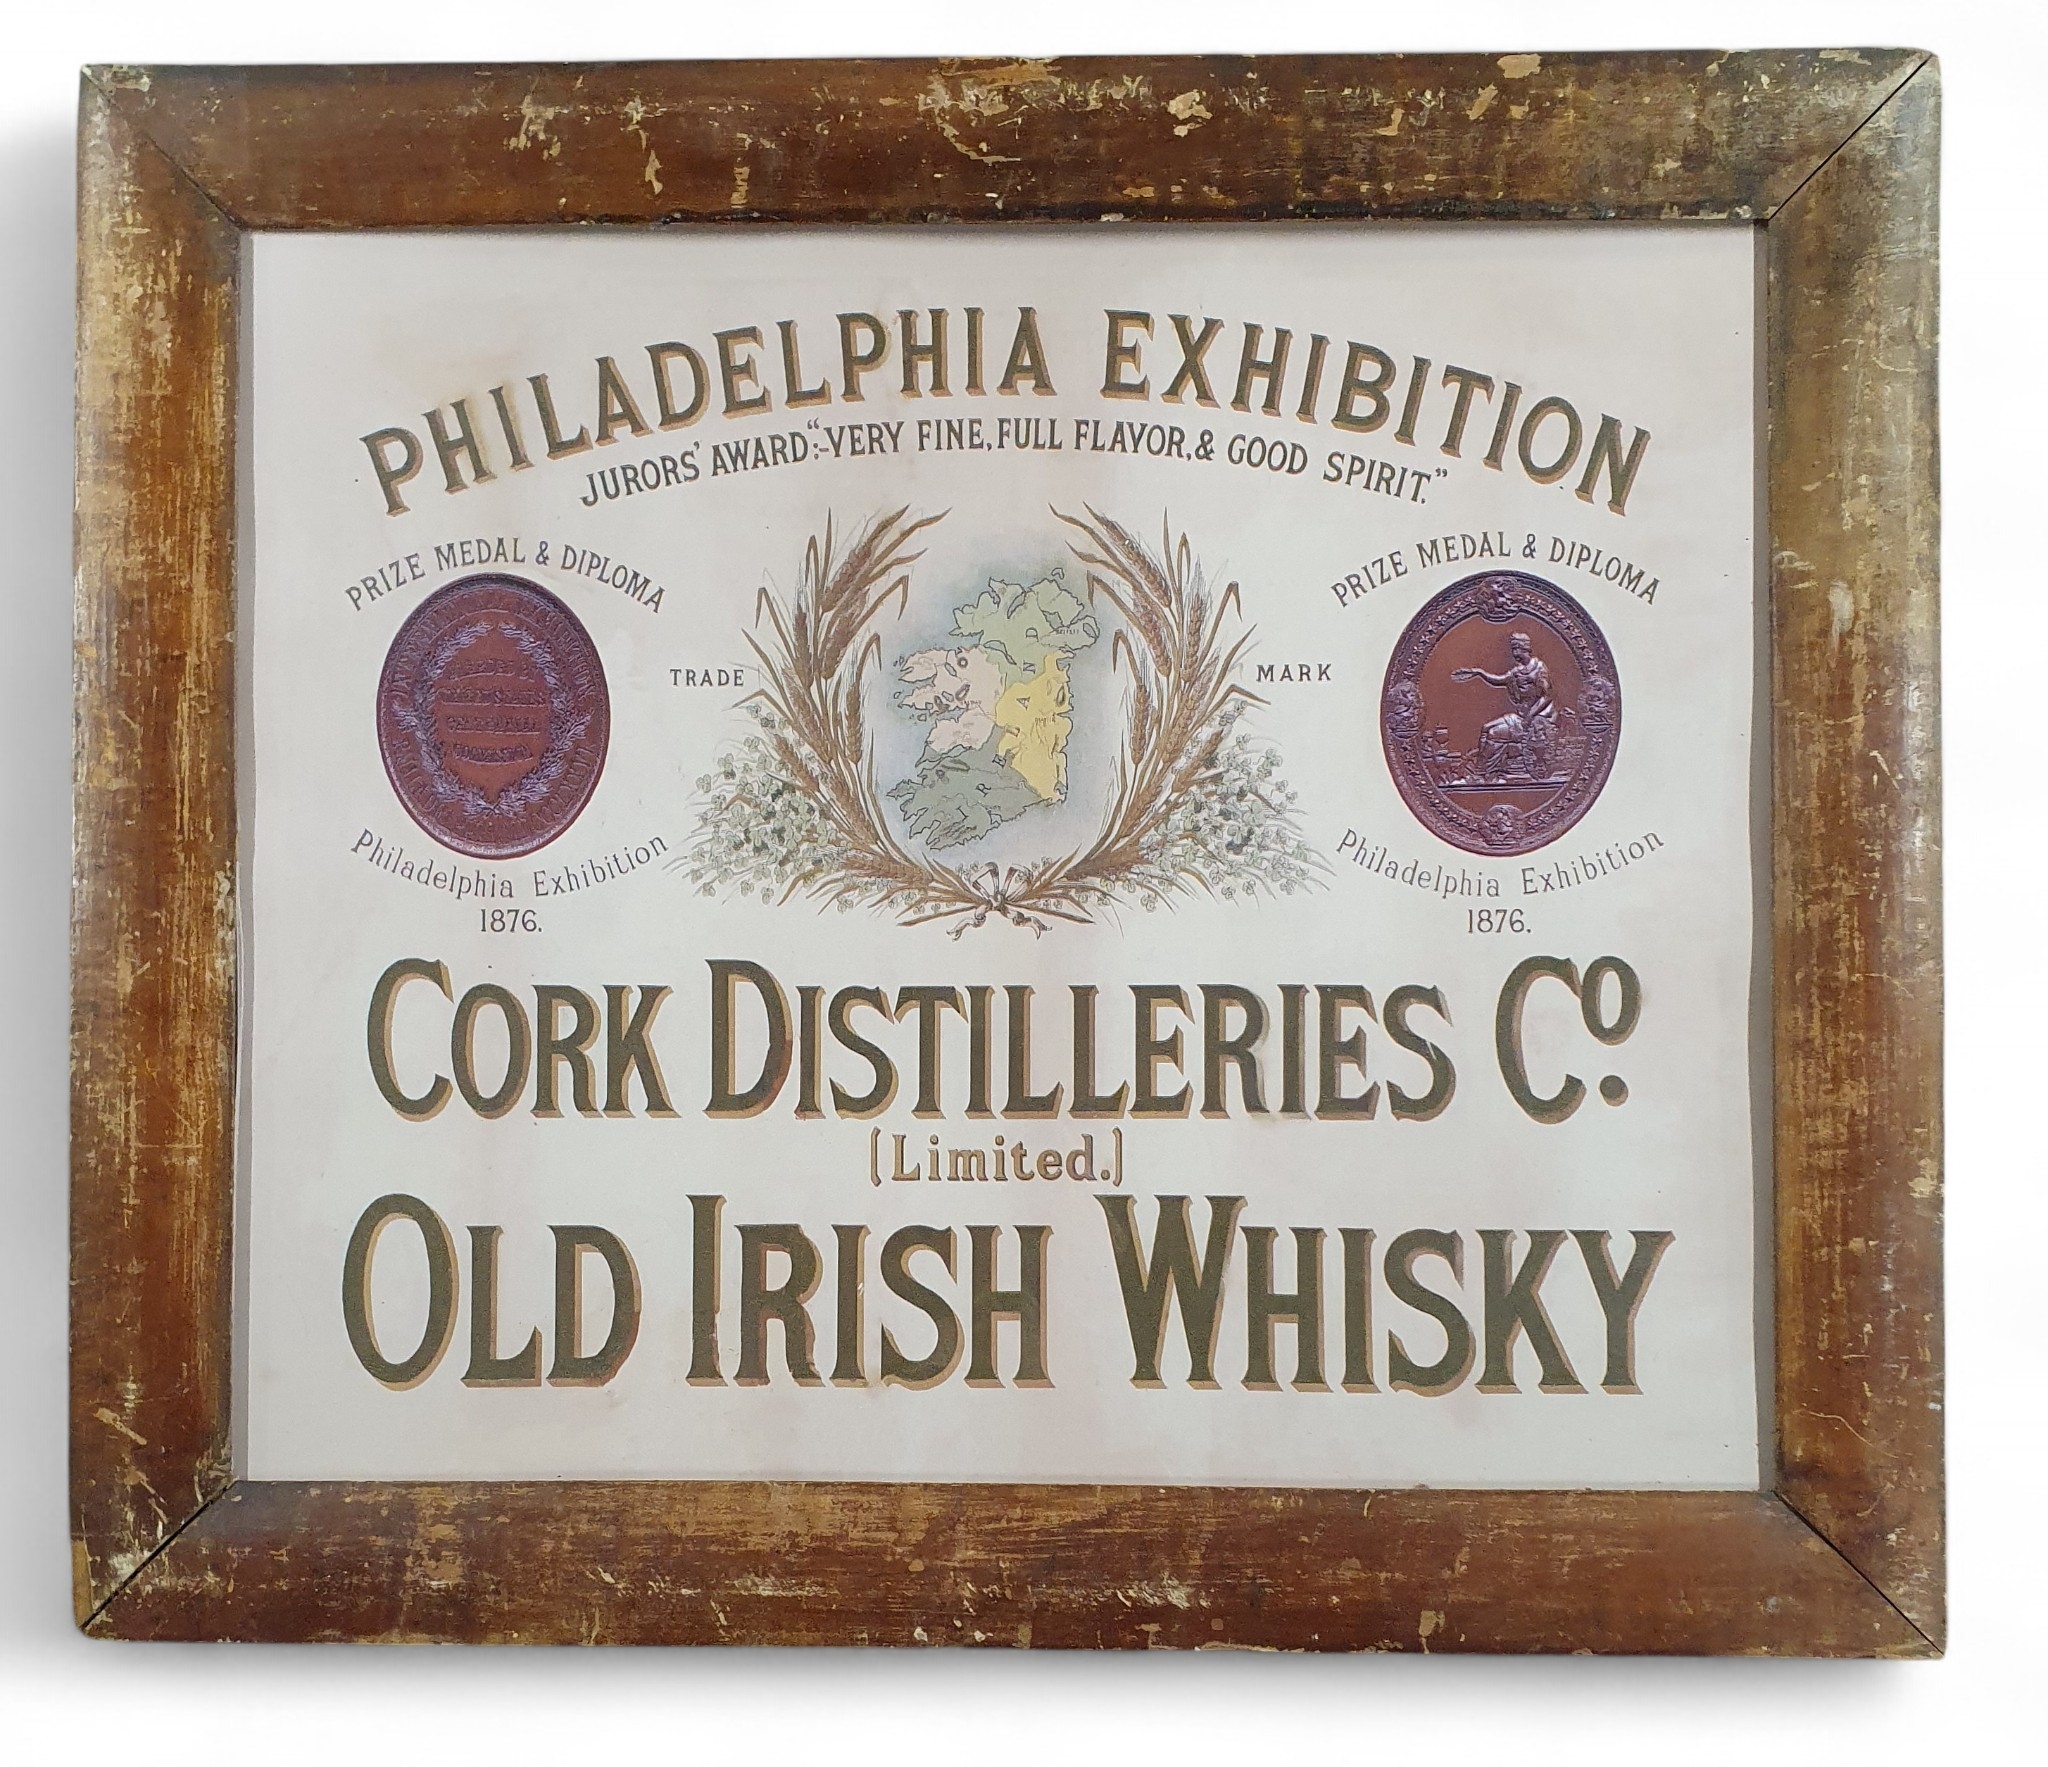 PHILADELPHIA EXHIBITION
JURORS' AWARD:-"VERY FINE, FULL FLAVOR, & GOOD SPIRIT."
PRIZE MEDAL & DIPLOMA
Philadelphia Exhibition
1876.
TRADE MARK
IRELAND
PRIZE MEDAL & DIPLOMA
Philadelphia Exhibition
1876.
CORK DISTILLERIES CO.
(Limited.)
OLD IRISH WHISKY